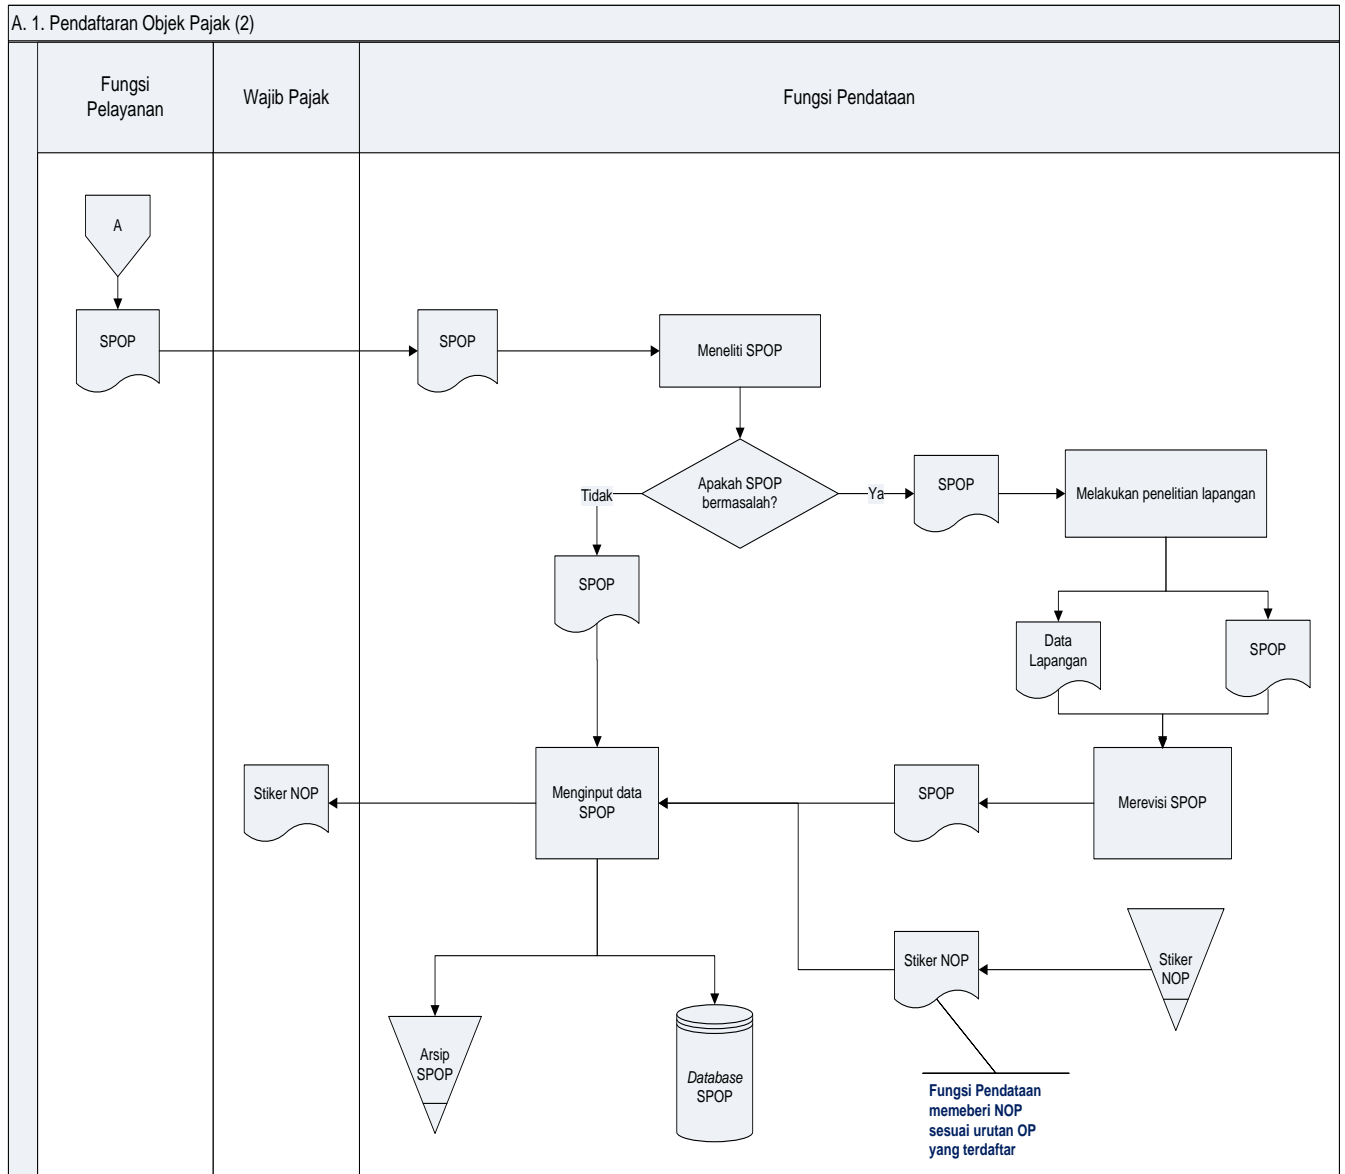 A. 1. Pendaftaran Objek Pajak (2)
Fungsi
Pelayanan
Wajib Pajak
Fungsi Pendataan
A
SPOP
SPOP
Meneliti SPOP
Apakah SPOP
bermasalah?
Tidak
Ya
SPOP
Melakukan penelitian lapangan
SPOP
Data
Lapangan
SPOP
Stiker NOP
Menginput data
SPOP
SPOP
Merevisi SPOP
Stiker NOP
Stiker
NOP
Arsip
SPOP
Database
SPOP
Fungsi Pendataan
memeberi NOP
sesuai urutan OP
yang terdaftar